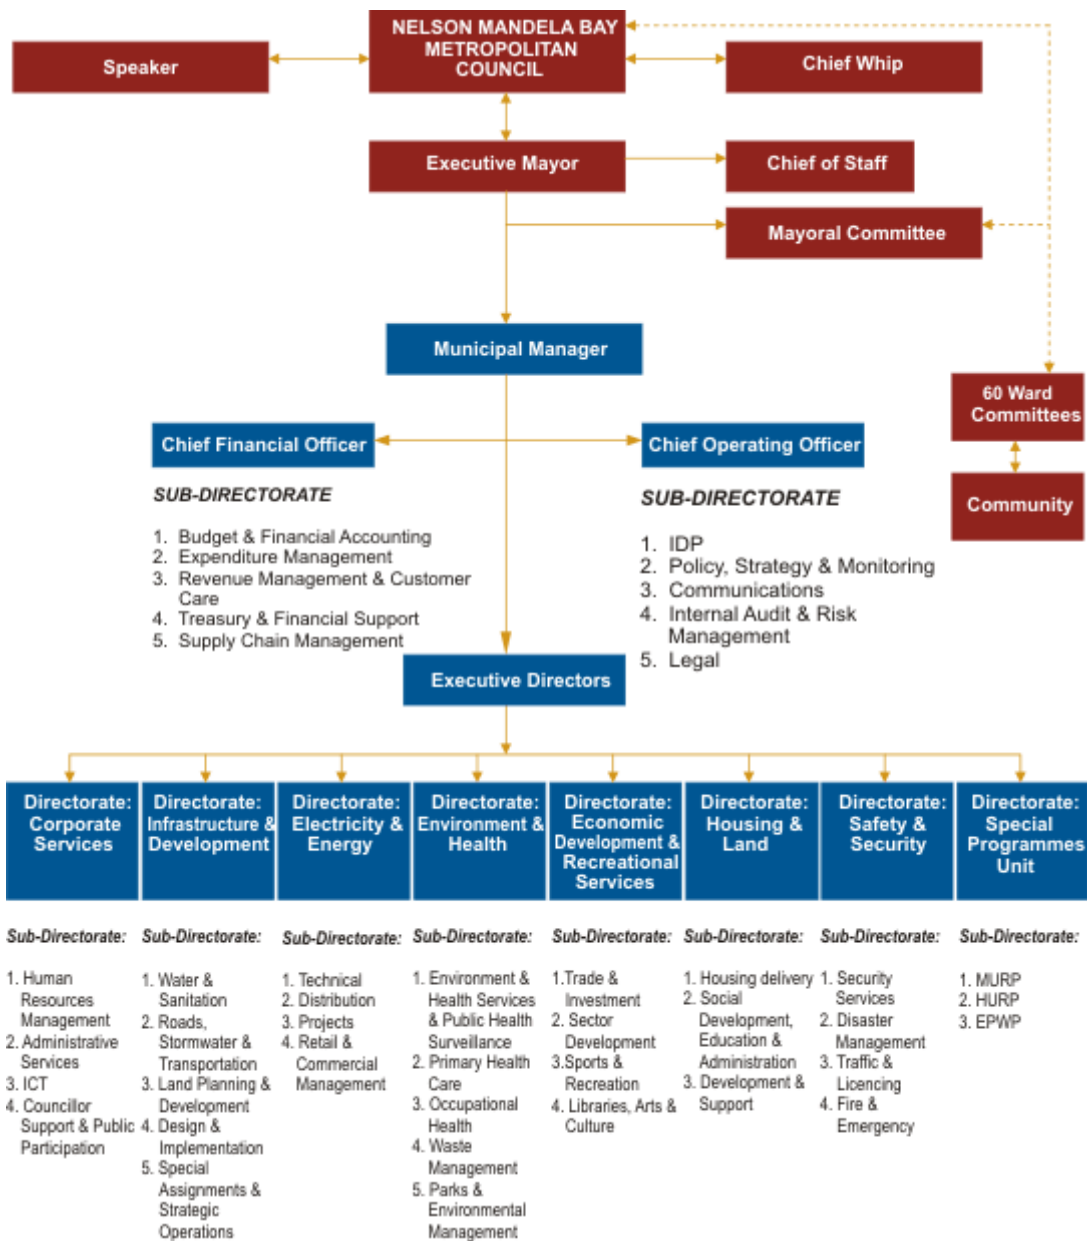 NELSON MANDELA BAY
METROPOLITAN
COUNCIL
Speaker
Chief Whip
Executive Mayor
Chief of Staff
Mayoral Committee
Municipal Manager
60 Ward
Committees
Chief Financial Officer
Chief Operating Officer
Community
SUB-DIRECTORATE
1. Budget & Financial Accounting
2. Expenditure Management
3. Revenue Management & Customer
Care
4. Treasury & Financial Support
5. Supply Chain Management
SUB-DIRECTORATE
1. IDP
2. Policy, Strategy & Monitoring
3. Communications
4. Internal Audit & Risk
Management
5. Legal
Executive Directors
Directorate:
Corporate
Services
Directorate:
Infrastructure &
Development
Directorate:
Electricity &
Energy
Directorate:
Environment &
Health
Directorate:
Economic
Development &
Recreational
Services
Directorate:
Housing &
Land
Directorate:
Safety &
Security
Directorate:
Special
Programmes
Unit
Sub-Directorate:
1. Human
Resources
Management
2. Administrative
Services
3. ICT
4. Councillor
Support & Public
Participation
Sub-Directorate:
1. Water &
Sanitation
2. Roads,
Stormwater &
Transportation
3. Land Planning &
Development
4. Design &
Implementation
5. Special
Assignments &
Strategic
Operations
Sub-Directorate:
1. Technical
2. Distribution
3. Projects
4. Retail &
Commercial
Management
Sub-Directorate:
1. Environment &
Health Services
& Public Health
Surveillance
2. Primary Health
Care
3. Occupational
Health
4. Waste
Management
5. Parks &
Environmental
Management
Sub-Directorate:
1.Trade &
Investment
2. Sector
Development
3.Sports &
Recreation
4. Libraries, Arts &
Culture
Sub-Directorate:
1. Housing delivery
2. Social
Development,
Education &
Administration
3. Development &
Support
Sub-Directorate:
1. Security
Services
2. Disaster
Management
3. Traffic &
Licencing
4. Fire &
Emergency
Sub-Directorate:
1. MURP
2. HURP
3. EPWP